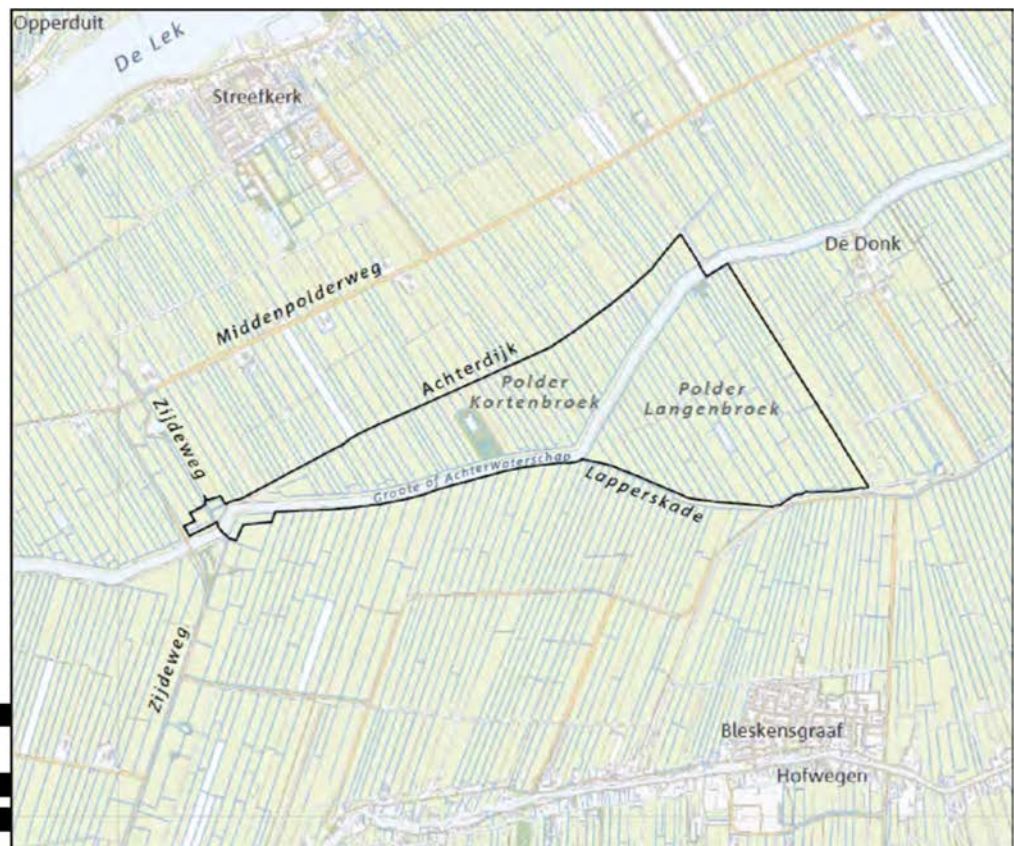 Opperduit
De Lek
Streefkerk
De Donk
Middenpolderweg
Achterdijk
Polder
Kortenbroek
Polder
Langenbroek
Zijdeweg
Groote of Achterwaterschap
Lapperskade
Zijdeweg
Bleskensgraaf
Hofwegen